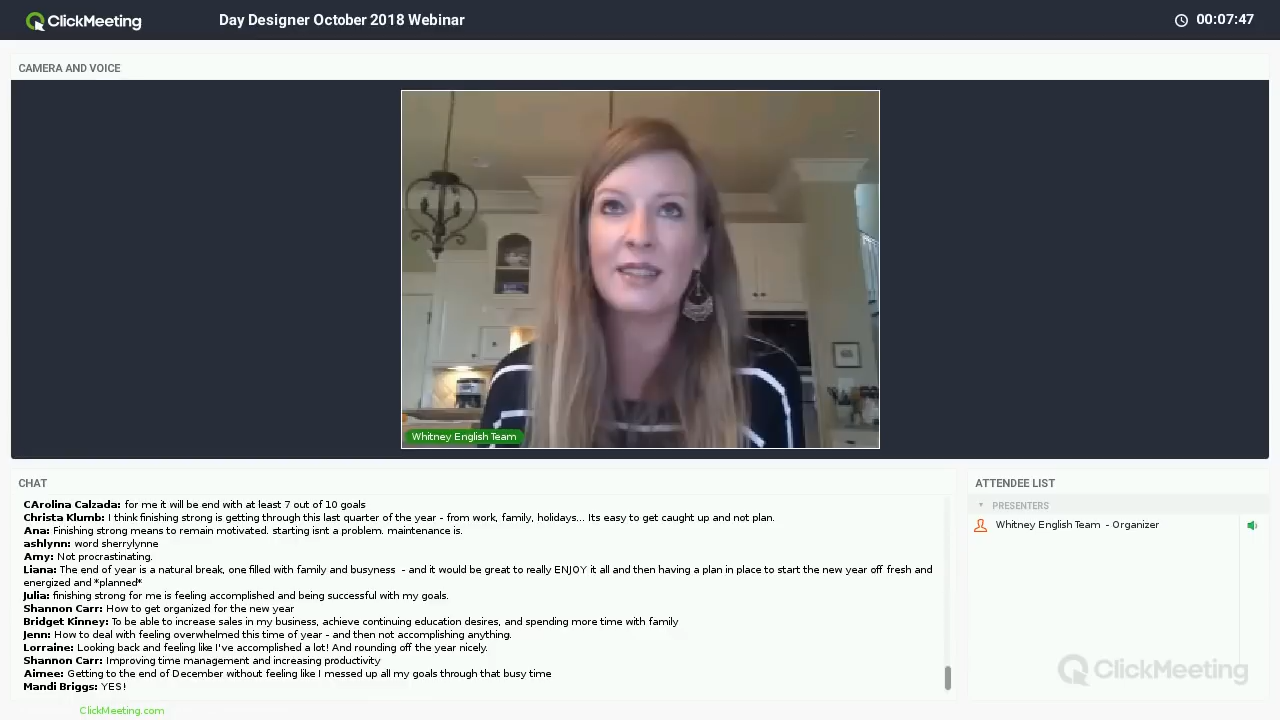 ClickMeeting
Day Designer October 2018 Webinar
00:07:47
CAMERA AND VOICE
Whitney English Team
CHAT
CArolina Calzada: for me it will be end with at least 7 out of 10 goals
Christa Klumb: I think finishing strong is getting through this last quarter of the year - from work, family, holidays... Its easy to get caught up and not plan.
Ana: Finishing strong means to remain motivated. starting isnt a problem. maintenance is.
ashlynn: word sherrylynne
Amy: Not procrastinating.
Liana: The end of year is a natural break, one filled with family and busyness - and it would be great to really ENJOY it all and then having a plan in place to start the new year off fresh and
energized and *planned*
Julia: finishing strong for me is feeling accomplished and being successful with my goals.
Shannon Carr: How to get organized for the new year
Bridget Kinney: To be able to increase sales in my business, achieve continuing education desires, and spending more time with family
Jenn: How to deal with feeling overwhelmed this time of year - and then not accomplishing anything.
Lorraine: Looking back and feeling like I've accomplished a lot! And rounding off the year nicely.
Shannon Carr: Improving time management and increasing productivity
Aimee: Getting to the end of December without feeling like I messed up all my goals through that busy time
Mandi Briggs: YES!
ATTENDEE LIST
PRESENTERS
Whitney English Team - Organizer
ClickMeeting
ClickMeeting.com